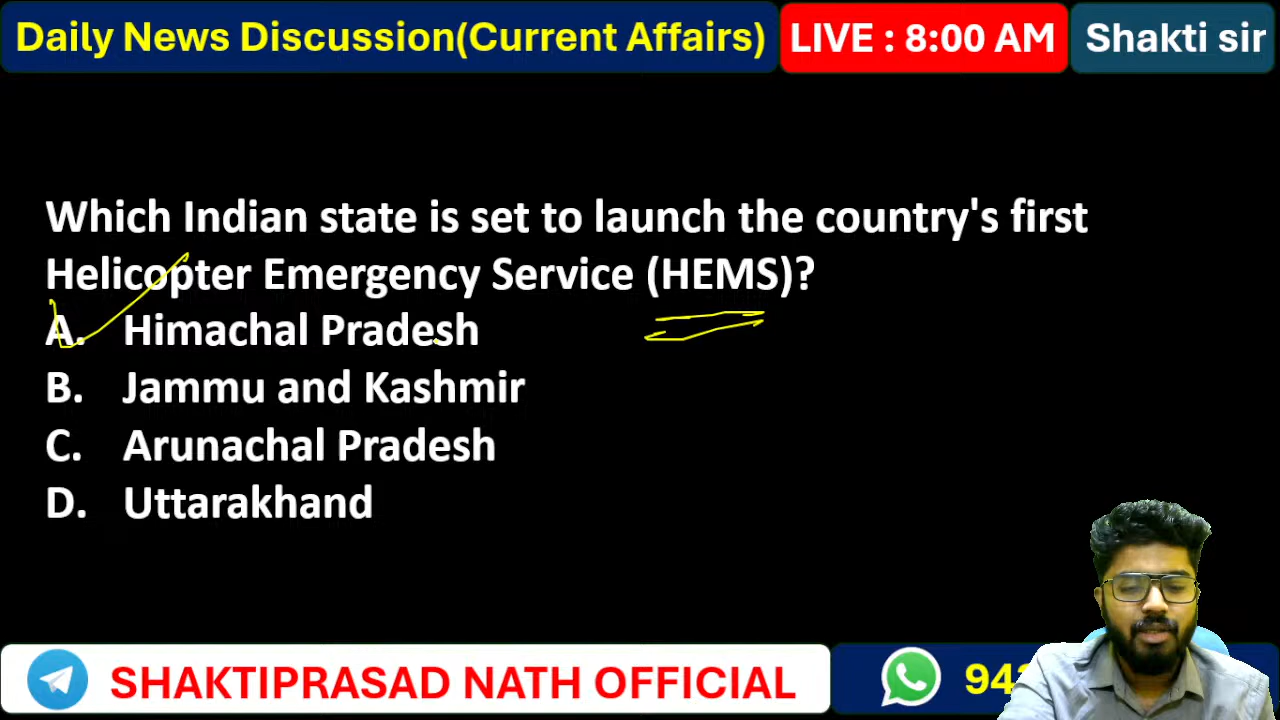 Daily News Discussion(Current Affairs)
LIVE : 8:00 AM
Shakti sir
Which Indian state is set to launch the country's first
Helicopter Emergency Service (HEMS)?
A. Himachal Pradesh
B. Jammu and Kashmir
C. Arunachal Pradesh
D. Uttarakhand
SHAKTIPRASAD NATH OFFICIAL